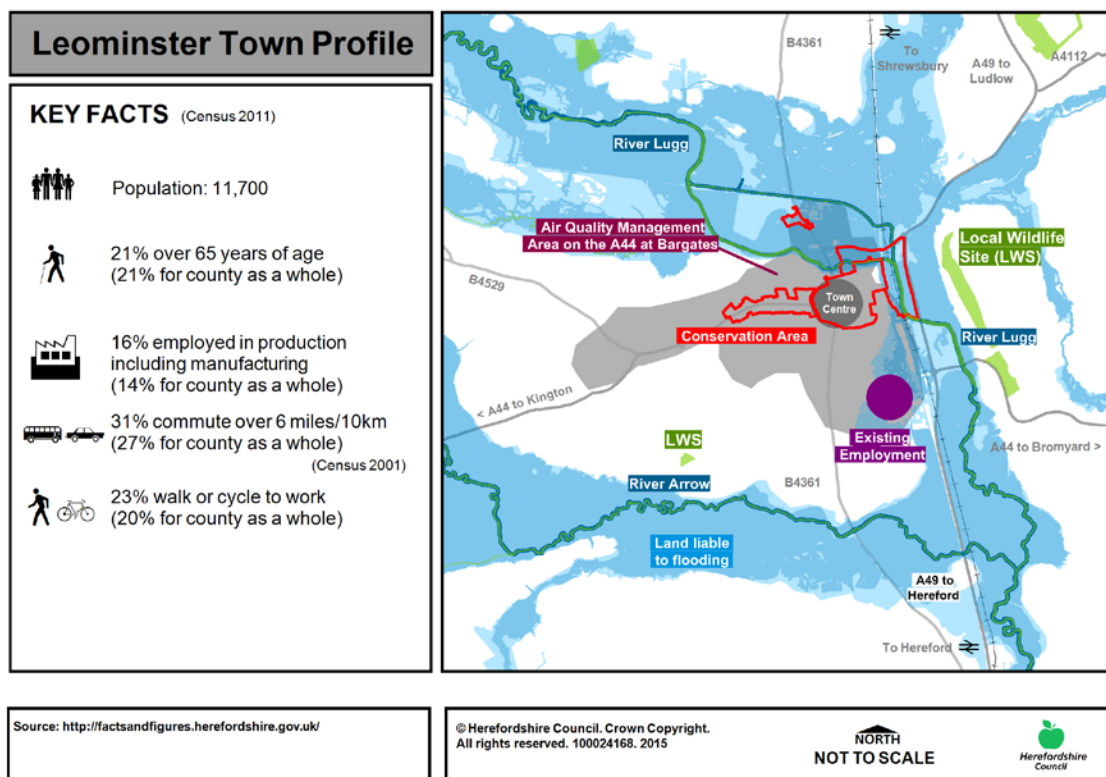 Leominster Town Profile
KEY FACTS (Census 2011)
Population: 11,700
21% over 65 years of age
(21% for county as a whole)
16% employed in production
including manufacturing
(14% for county as a whole)
31% commute over 6 miles/10km
(27% for county as a whole)
(Census 2001)
23% walk or cycle to work
(20% for county as a whole)
B4361
To
Shrewsbury
A49 to
Ludlow
A4112
River Lugg
Air Quality Management
Area on the A44 at Bargates
Local Wildlife
Site (LWS)
B4529
Town
Centre
Conservation Area
River Lugg
< A44 to Kington
Existing
Employment
A44 to Bromyard >
LWS
B4361
River Arrow
Land liable
to flooding
A49 to
Hereford
To Hereford
Source: http://factsandfigures.herefordshire.gov.uk/
© Herefordshire Council. Crown Copyright.
All rights reserved. 100024168. 2015
NORTH
NOT TO SCALE
Herefordshire
Council